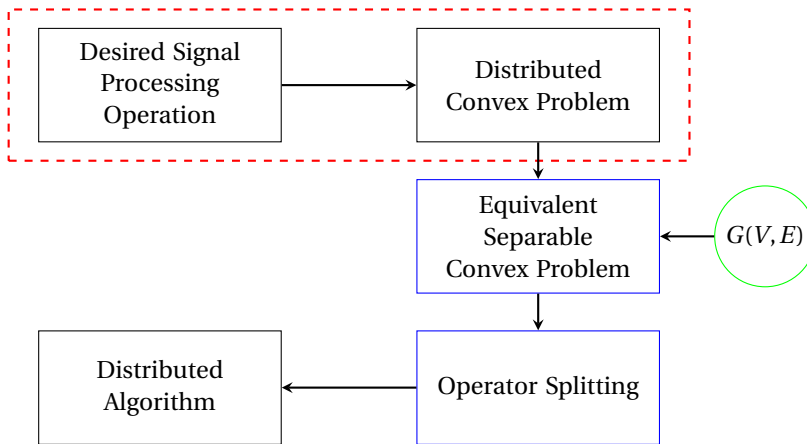 Desired Signal
Processing
Operation
Distributed
Convex Problem
Equivalent
Separable
Convex Problem
G(V, E)
Distributed
Algorithm
Operator Splitting